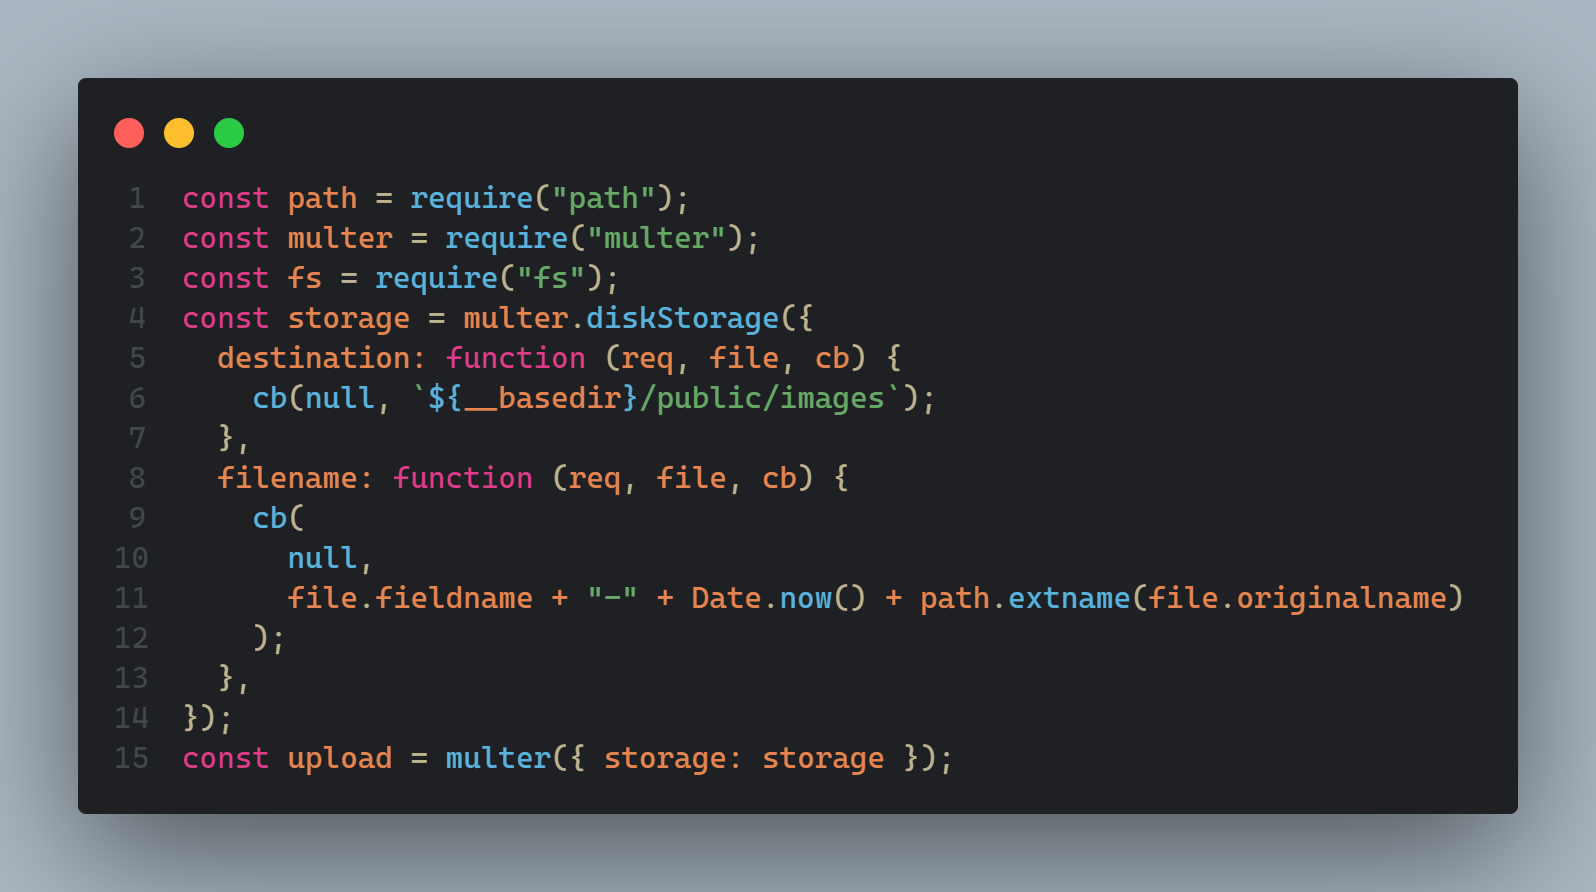 1 const path = require("path");
2 const multer = require("multer");
3 const fs = require("fs");
4 const storage = multer.diskStorage({
5   destination: function (req, file, cb) {
6     cb(null, `${__basedir}/public/images`);
7   },
8   filename: function (req, file, cb) {
9     cb(
10       null,
11       file.fieldname + "-" + Date.now() + path.extname(file.originalname)
12     );
13   },
14 });
15 const upload = multer({ storage: storage });